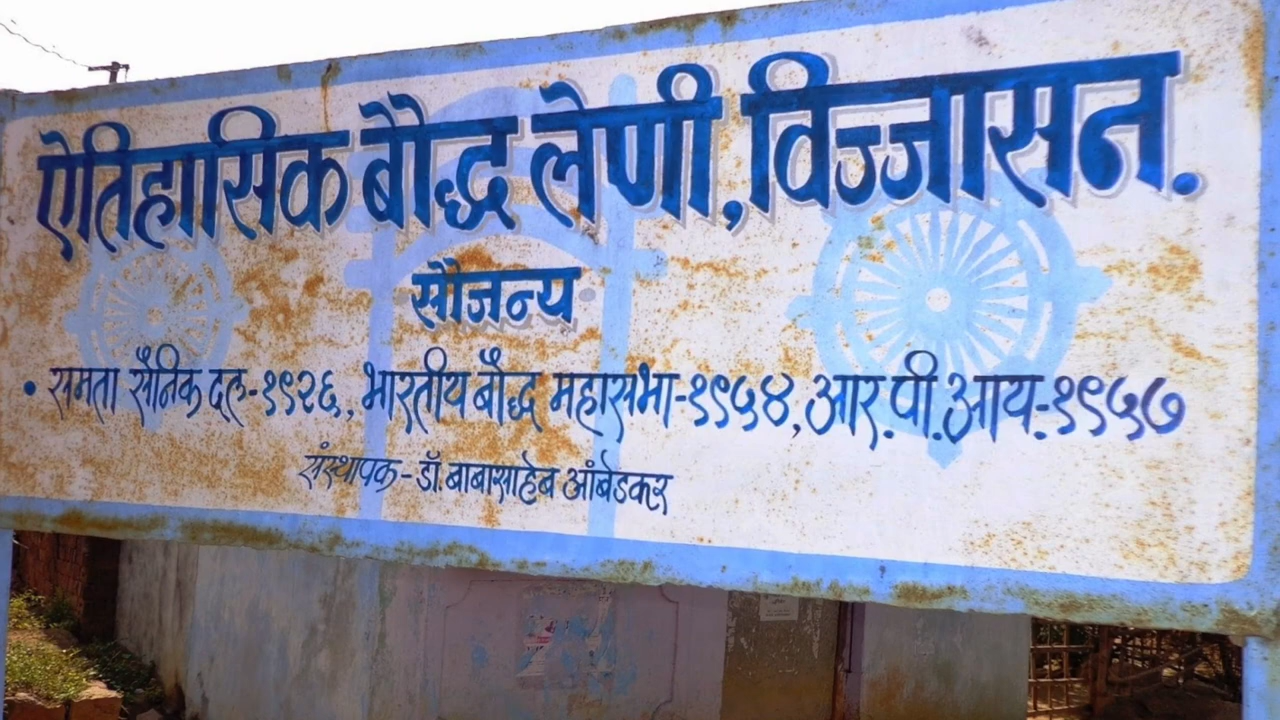 ऐतिहासिक बौद्ध लेणी, विज्जासन.
सौजन्य
• समता सैनिक दल-१९२६, भारतीय बौद्ध महासभा-१९५४, आर.पी.आय.-१९५७
संस्थापक - डॉ. बाबासाहेब आंबेडकर